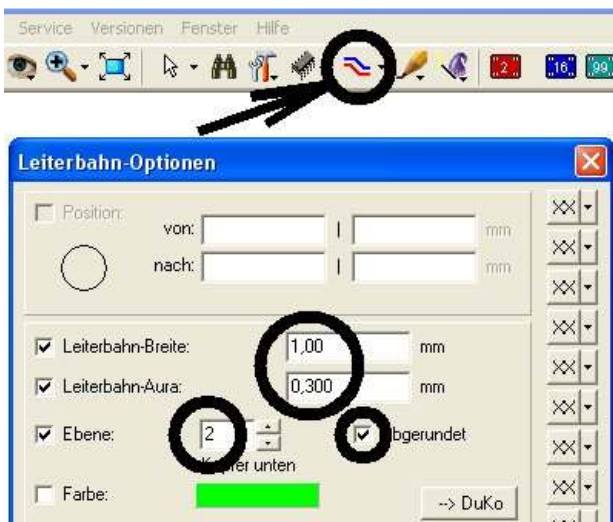 Service Versionen Fenster Hilfe
2 16 99
Leiterbahn-Optionen
Position:
von: | mm
nach: | mm
Leiterbahn-Breite: 1,00 mm
Leiterbahn-Aura: 0,300 mm
Ebene: 2 bgerundet
Kupfer unten
Farbe: --> DuKo